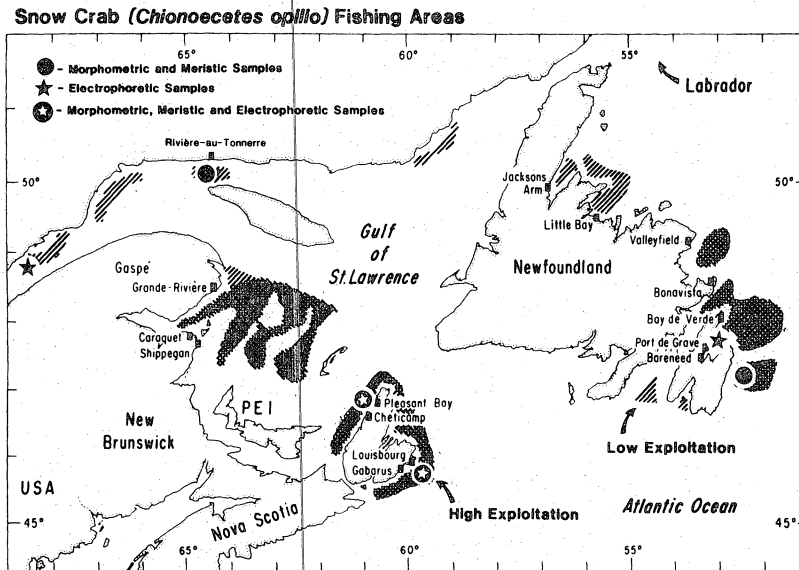 Snow Crab (Chionoecetes opilio) Fishing Areas
65° 60° 55°
- Morphometric and Meristic Samples
- Electrophoretic Samples
- Morphometric, Meristic and Electrophoretic Samples
Labrador
Rivière-au-Tonnerre
50° 50°
Jacksons
Arm
Little Bay
Valleyfield
Gulf
of
St. Lawrence
Newfoundland
Gaspé
Grande-Rivière
Bonavista
Bay de Verde
Port de Grave
Bareneed
Caraquet
Shippegan
PEI
Pleasant Bay
Cheticamp
New
Brunswick
Low Exploitation
Louisbourg
Gabarus
USA
Nova Scotia
High Exploitation
Atlantic Ocean
45° 45°
65° 60° 55°